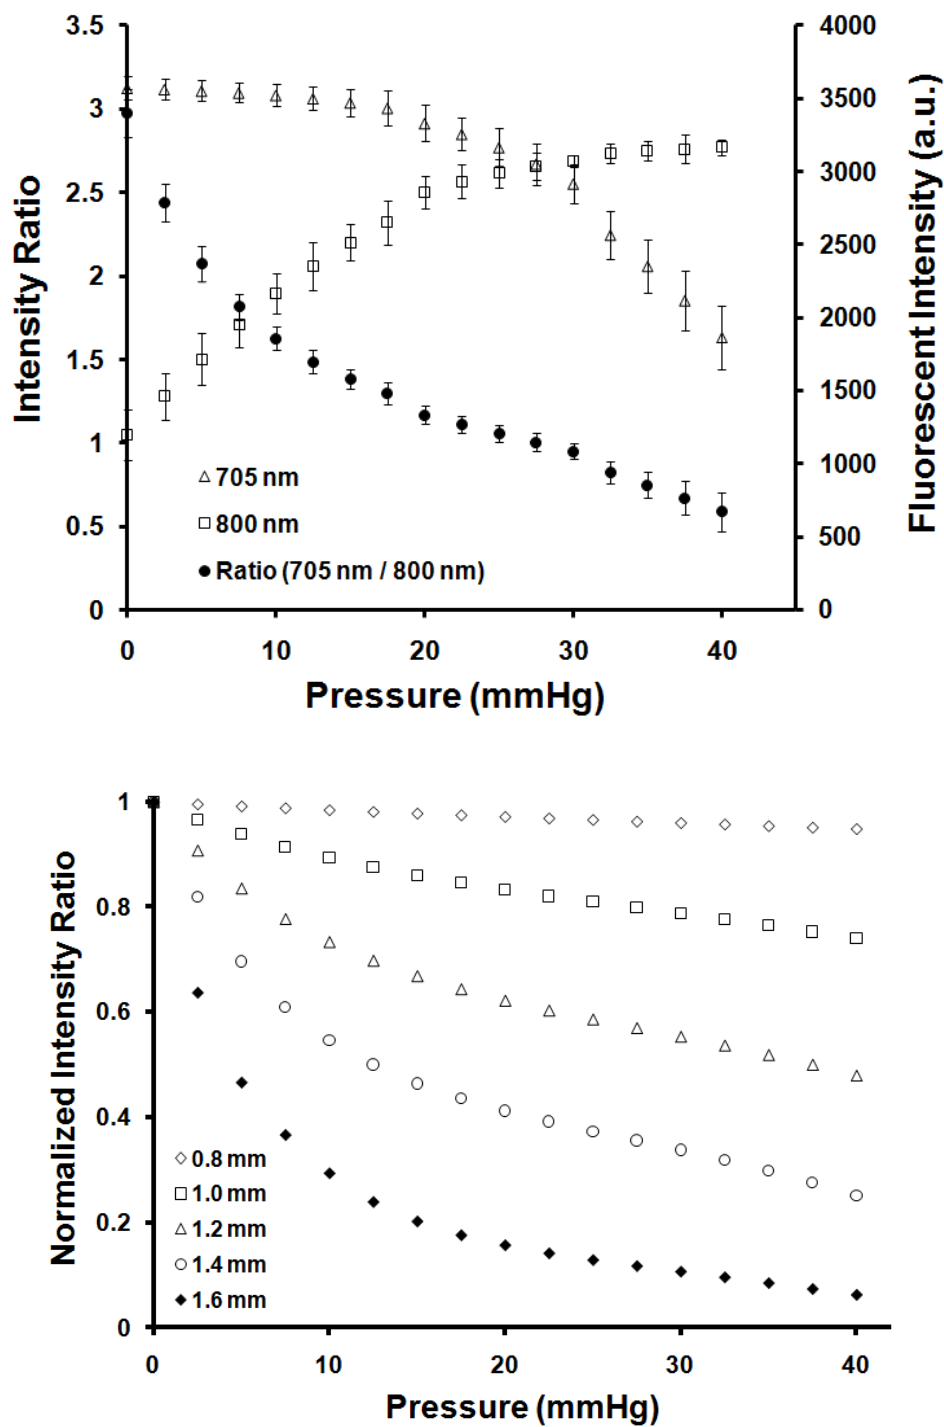 3.5
3
2.5
2
1.5
1
0.5
0
Intensity Ratio
4000
3500
3000
2500
2000
1500
1000
500
0
Fluorescent Intensity (a.u.)
705 nm
800 nm
Ratio (705 nm / 800 nm)
0 10 20 30 40
Pressure (mmHg)
1
0.8
0.6
0.4
0.2
0
Normalized Intensity Ratio
0.8 mm
1.0 mm
1.2 mm
1.4 mm
1.6 mm
0 10 20 30 40
Pressure (mmHg)